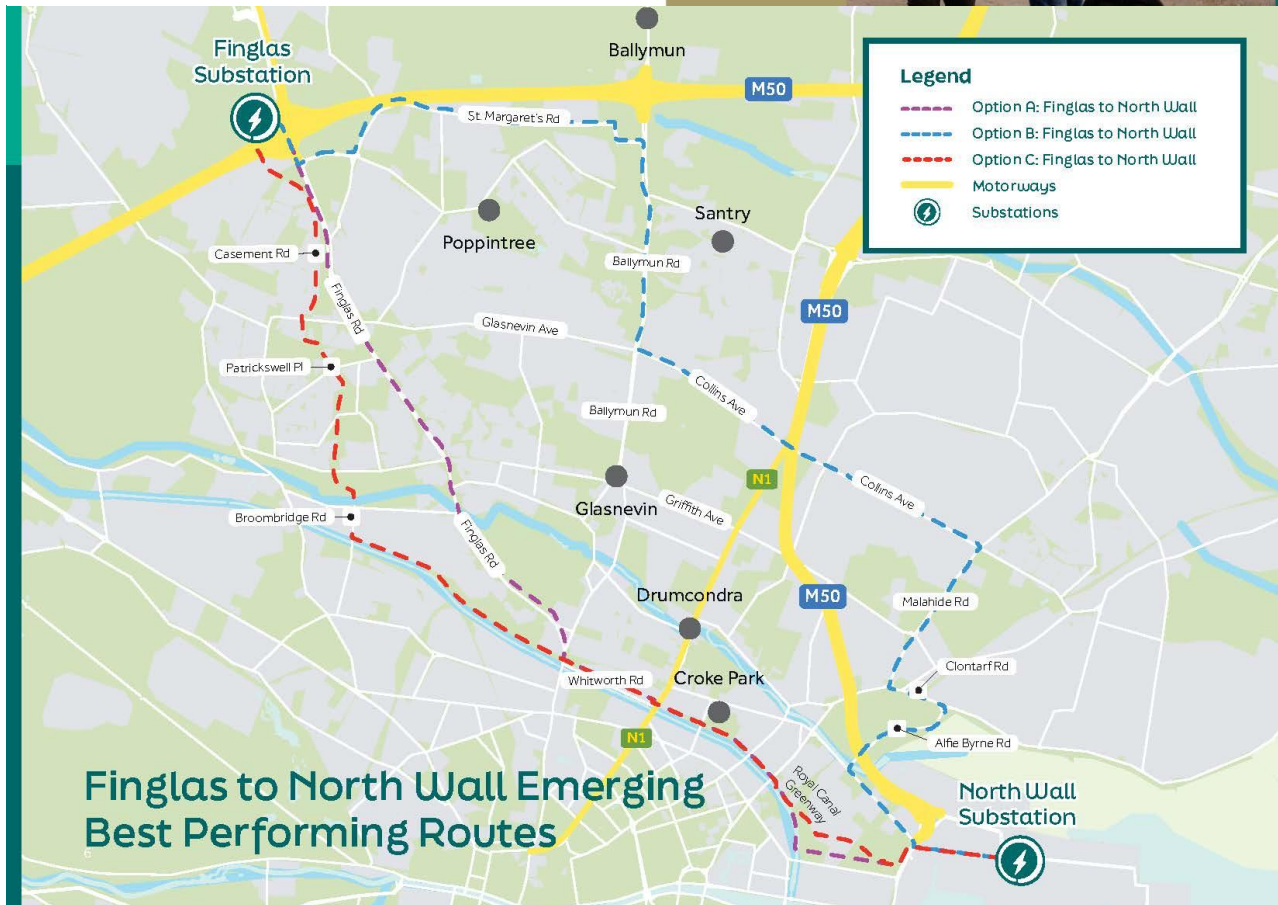 Ballymun
Finglas
Substation
M50
St. Margaret's Rd
Legend
Option A: Finglas to North Wall
Option B: Finglas to North Wall
Option C: Finglas to North Wall
Motorways
Substations
Santry
Poppintree
Casement Rd
Ballymun Rd
Finglas Rd
M50
Glasnevin Ave
Patrickswell Pl
Collins Ave
Ballymun Rd
N1
Collins Ave
Glasnevin
Griffith Ave
Broombridge Rd
Finglas Rd
Drumcondra
M50
Malahide Rd
Clontarf Rd
Whitworth Rd
Croke Park
N1
Alfie Byrne Rd
Royal Canal
Greenway
North Wall
Substation
Finglas to North Wall Emerging
Best Performing Routes
6